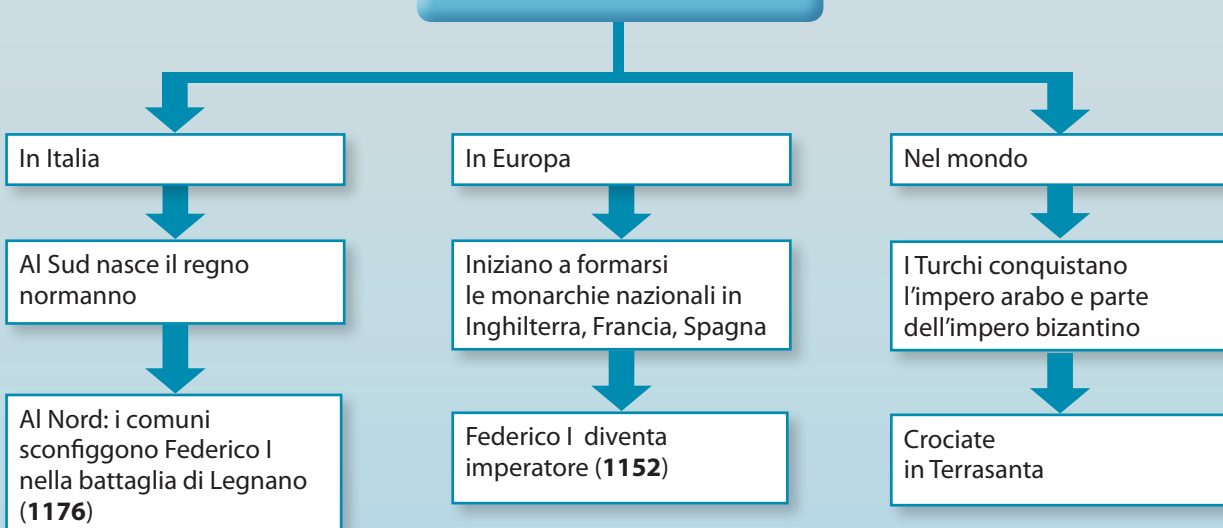 In Italia
Al Sud nasce il regno
normanno
Al Nord: i comuni
sconfiggono Federico I
nella battaglia di Legnano
(1176)
In Europa
Iniziano a formarsi
le monarchie nazionali in
Inghilterra, Francia, Spagna
Federico I diventa
imperatore (1152)
Nel mondo
I Turchi conquistano
l'impero arabo e parte
dell'impero bizantino
Crociate
in Terrasanta